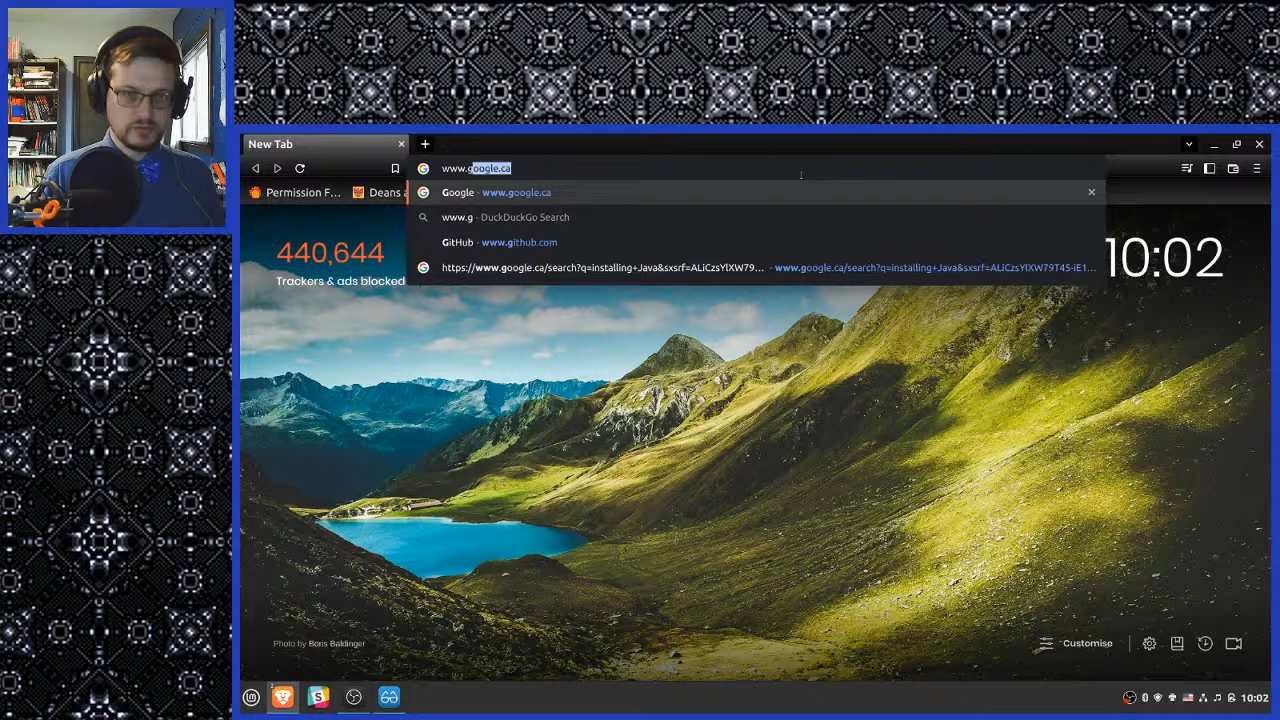 New Tab
www.google.ca
Permission F...
Deans a
Google - www.google.ca
www.g - DuckDuckGo Search
GitHub - www.github.com
https://www.google.ca/search?q=installing+Java&sxsrf=ALiCzsYlXW79... - www.google.ca/search?q=installing+Java&sxsrf=ALiCzsYlXW79T45-iE1...
440,644
Trackers & ads blocked
10:02
Photo by Boris Baldinger
Customise
10:02